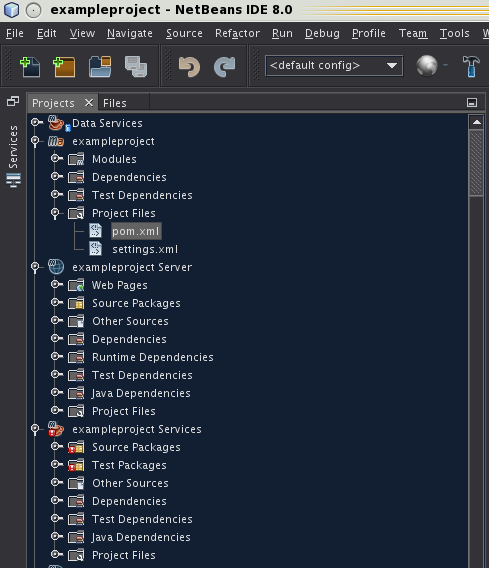 exampleproject - NetBeans IDE 8.0
File Edit View Navigate Source Refactor Run Debug Profile Team Tools W
<default config>
Projects Files
Services
Data Services
exampleproject
Modules
Dependencies
Test Dependencies
Project Files
pom.xml
settings.xml
exampleproject Server
Web Pages
Source Packages
Other Sources
Dependencies
Runtime Dependencies
Test Dependencies
Java Dependencies
Project Files
exampleproject Services
Source Packages
Test Packages
Other Sources
Dependencies
Test Dependencies
Java Dependencies
Project Files